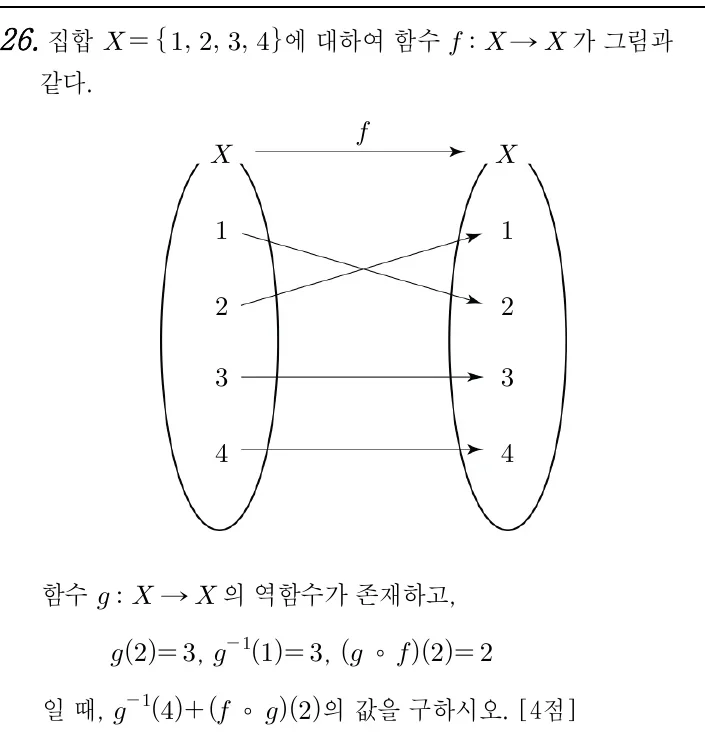 26. 집합 X={1, 2, 3, 4}에 대하여 함수 f : X→X가 그림과
같다.
f
X X
1 1
2 2
3 3
4 4
함수 g : X→X의 역함수가 존재하고,
g(2)=3, g⁻¹(1)=3, (g ∘ f)(2)=2
일 때, g⁻¹(4)+(f ∘ g)(2)의 값을 구하시오. [4점]